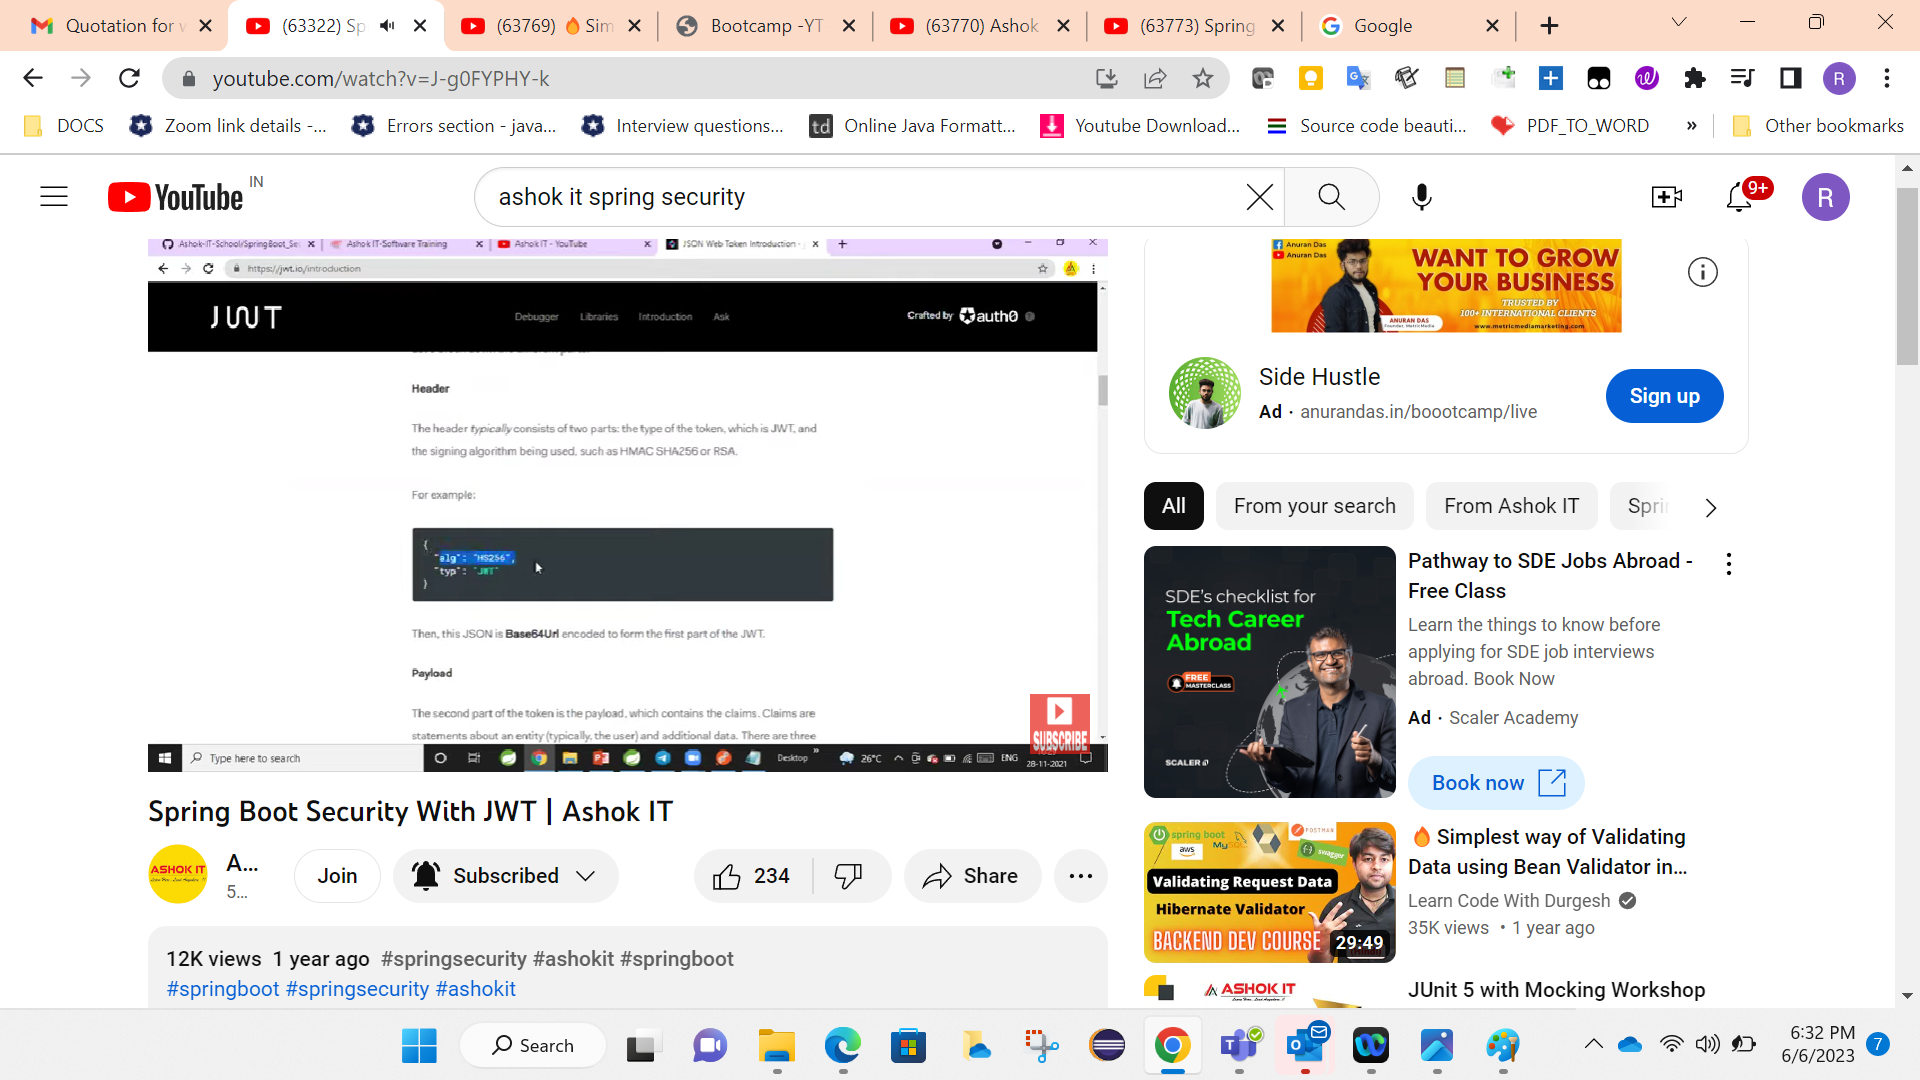 Quotation for
(63322) Sp
(63769) 🔥 Sim
Bootcamp -YT
(63770) Ashok
(63773) Spring
Google
youtube.com/watch?v=J-g0FYPHY-k
R
DOCS
Zoom link details -...
Errors section - java...
Interview questions...
td
Online Java Formatt...
Youtube Download...
Source code beauti...
PDF_TO_WORD
»
Other bookmarks
YouTube IN
ashok it spring security
9+
R
Ashok-IT-School/SpringBoot_Se
Ashok IT-Software Training
Ashok IT - YouTube
JSON Web Token Introduction -
https://jwt.io/introduction
JWT
Debugger
Libraries
Introduction
Ask
Crafted by auth0
Header
The header typically consists of two parts: the type of the token, which is JWT, and
the signing algorithm being used, such as HMAC SHA256 or RSA.
For example:
{
"alg": "HS256",
"typ": "JWT"
}
Then, this JSON is Base64Url encoded to form the first part of the JWT.
Payload
The second part of the token is the payload, which contains the claims. Claims are
statements about an entity (typically, the user) and additional data. There are three
SUBSCRIBE
Type here to search
Desktop
26°C
ENG
28-11-2021
Spring Boot Security With JWT | Ashok IT
ASHOK IT
A...
5...
Join
Subscribed
234
Share
12K views 1 year ago #springsecurity #ashokit #springboot
#springboot #springsecurity #ashokit
Anuran Das
Anuran Das
WANT TO GROW
YOUR BUSINESS
TRUSTED BY
100+ INTERNATIONAL CLIENTS
www.metricmediamarketing.com
ANURAN DAS
Founder, Metric Media
Side Hustle
Ad · anurandas.in/boootcamp/live
Sign up
All
From your search
From Ashok IT
Spri
SDE's checklist for
Tech Career
Abroad
FREE
MASTERCLASS
SCALER
Pathway to SDE Jobs Abroad -
Free Class
Learn the things to know before
applying for SDE job interviews
abroad. Book Now
Ad · Scaler Academy
Book now
spring boot
aws
MySQL
POSTMAN
swagger
Validating Request Data
Hibernate Validator
BACKEND DEV COURSE
29:49
🔥 Simplest way of Validating
Data using Bean Validator in...
Learn Code With Durgesh
35K views • 1 year ago
ASHOK IT
JUnit 5 with Mocking Workshop
Search
6:32 PM
6/6/2023
7